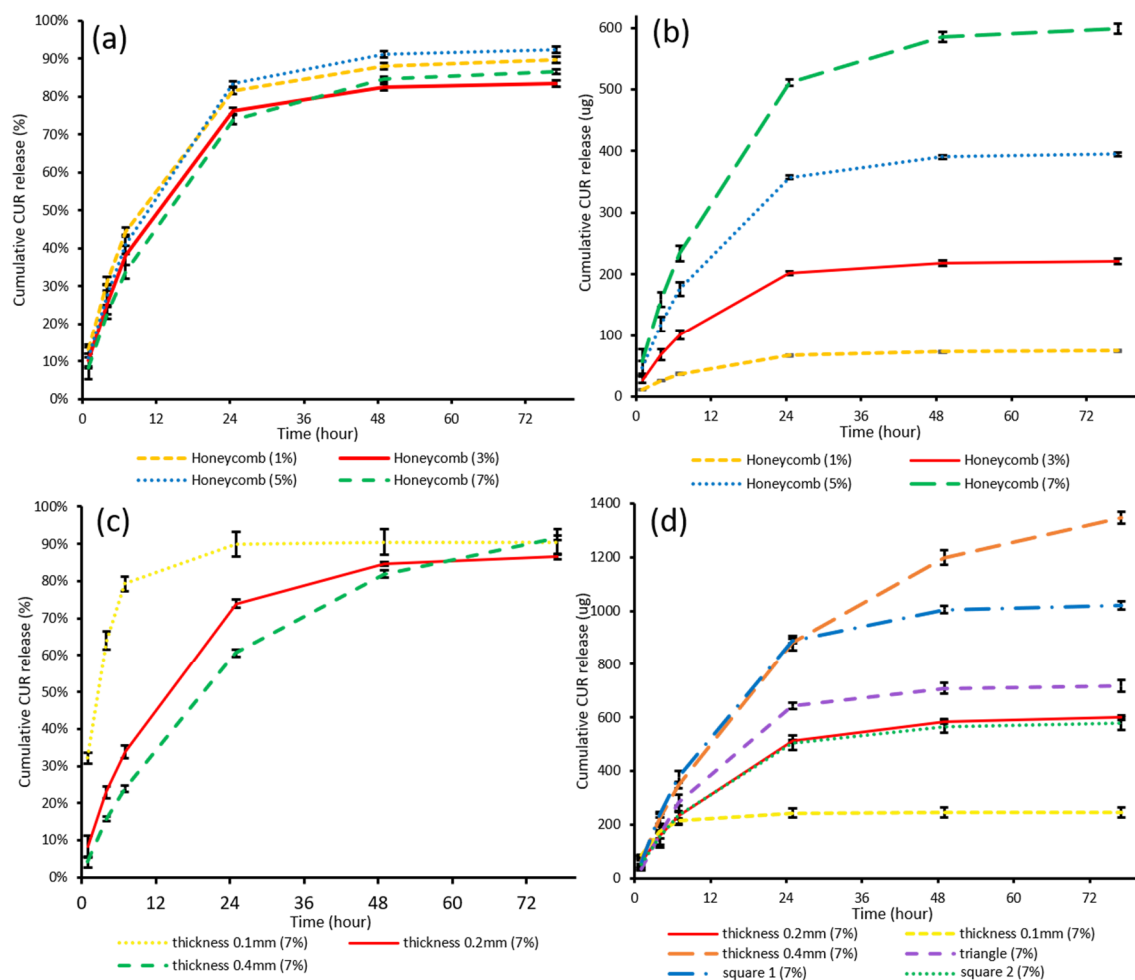 (a)
Cumulative CUR release (%)
100%
90%
80%
70%
60%
50%
40%
30%
20%
10%
0%
0 12 24 36 48 60 72
Time (hour)
Honeycomb (1%) Honeycomb (3%)
Honeycomb (5%) Honeycomb (7%)
(b)
Cumulative CUR release (ug)
600
500
400
300
200
100
0
0 12 24 36 48 60 72
Time (hour)
Honeycomb (1%) Honeycomb (3%)
Honeycomb (5%) Honeycomb (7%)
(c)
Cumulative CUR release (%)
100%
90%
80%
70%
60%
50%
40%
30%
20%
10%
0%
0 12 24 36 48 60 72
Time (hour)
thickness 0.1mm (7%) thickness 0.2mm (7%)
thickness 0.4mm (7%)
(d)
Cumulative CUR release (ug)
1400
1200
1000
800
600
400
200
0
0 12 24 36 48 60 72
Time (hour)
thickness 0.2mm (7%) thickness 0.1mm (7%)
thickness 0.4mm (7%) triangle (7%)
square 1 (7%) square 2 (7%)